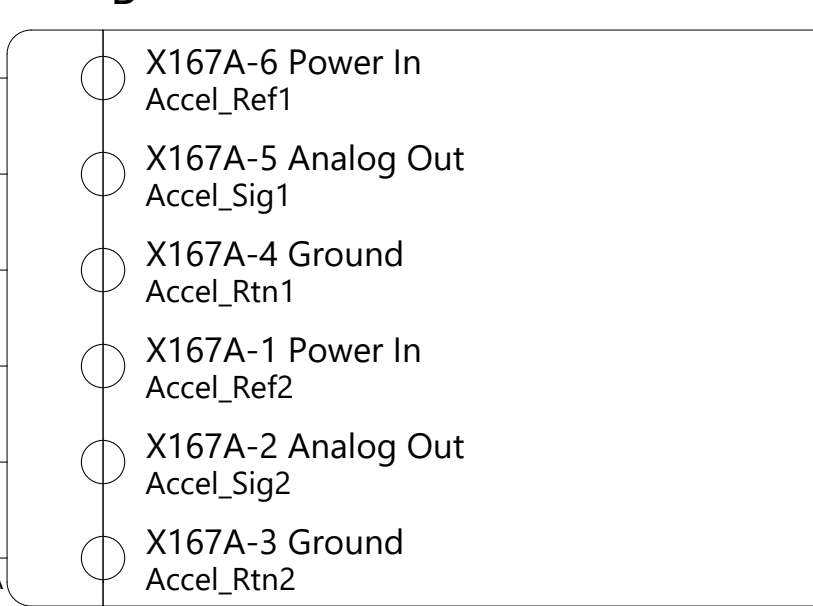 X167A-6 Power In
Accel_Ref1
X167A-5 Analog Out
Accel_Sig1
X167A-4 Ground
Accel_Rtn1
X167A-1 Power In
Accel_Ref2
X167A-2 Analog Out
Accel_Sig2
X167A-3 Ground
Accel_Rtn2